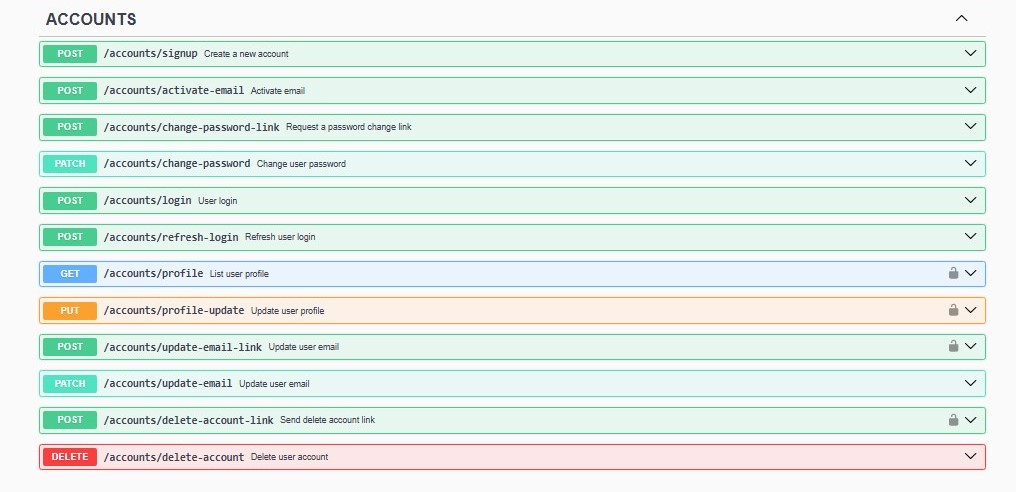 ACCOUNTS
POST /accounts/signup Create a new account
POST /accounts/activate-email Activate email
POST /accounts/change-password-link Request a password change link
PATCH /accounts/change-password Change user password
POST /accounts/login User login
POST /accounts/refresh-login Refresh user login
GET /accounts/profile List user profile
PUT /accounts/profile-update Update user profile
POST /accounts/update-email-link Update user email
PATCH /accounts/update-email Update user email
POST /accounts/delete-account-link Send delete account link
DELETE /accounts/delete-account Delete user account